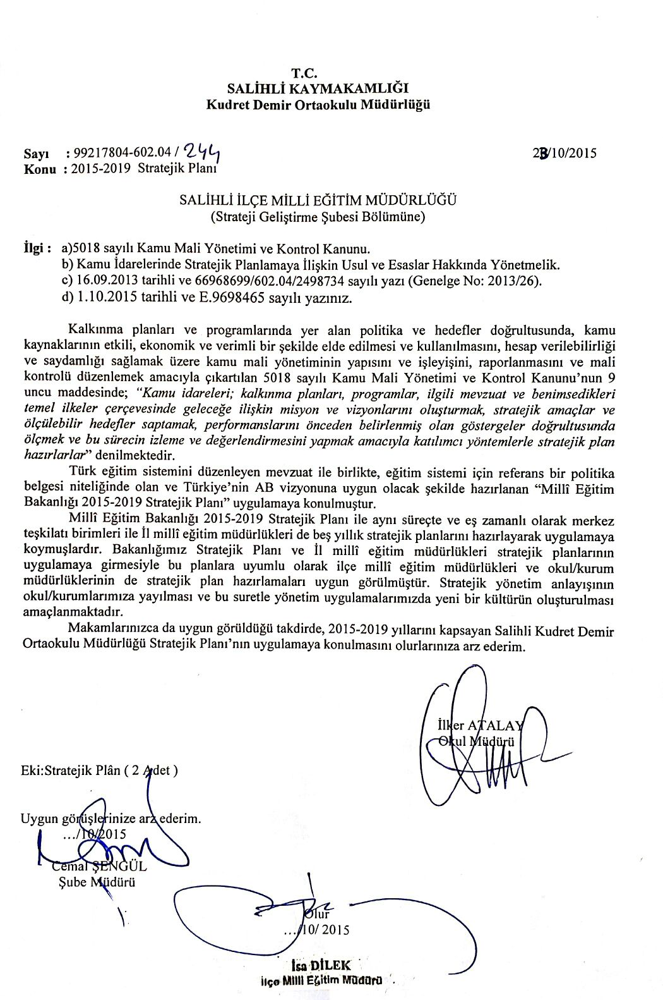 T.C.
SALİHLİ KAYMAKAMLIĞI
Kudret Demir Ortaokulu Müdürlüğü
Sayı : 99217804-602.04 / 244
23/10/2015
Konu : 2015-2019 Stratejik Planı
SALİHLİ İLÇE MİLLİ EĞİTİM MÜDÜRLÜĞÜ
(Strateji Geliştirme Şubesi Bölümüne)
İlgi : a)5018 sayılı Kamu Mali Yönetimi ve Kontrol Kanunu.
b) Kamu İdarelerinde Stratejik Planlamaya İlişkin Usul ve Esaslar Hakkında Yönetmelik.
c) 16.09.2013 tarihli ve 66968699/602.04/2498734 sayılı yazı (Genelge No: 2013/26).
d) 1.10.2015 tarihli ve E.9698465 sayılı yazınız.
Kalkınma planları ve programlarında yer alan politika ve hedefler doğrultusunda, kamu
kaynaklarının etkili, ekonomik ve verimli bir şekilde elde edilmesi ve kullanılmasını, hesap verilebilirliği
ve saydamlığı sağlamak üzere kamu mali yönetiminin yapısını ve işleyişini, raporlanmasını ve mali
kontrolü düzenlemek amacıyla çıkartılan 5018 sayılı Kamu Mali Yönetimi ve Kontrol Kanunu’nun 9
uncu maddesinde; “Kamu idareleri; kalkınma planları, programlar, ilgili mevzuat ve benimsedikleri
temel ilkeler çerçevesinde geleceğe ilişkin misyon ve vizyonlarını oluşturmak, stratejik amaçlar ve
ölçülebilir hedefler saptamak, performanslarını önceden belirlenmiş olan göstergeler doğrultusunda
ölçmek ve bu sürecin izleme ve değerlendirmesini yapmak amacıyla katılımcı yöntemlerle stratejik plan
hazırlarlar” denilmektedir.
Türk eğitim sistemini düzenleyen mevzuat ile birlikte, eğitim sistemi için referans bir politika
belgesi niteliğinde olan ve Türkiye’nin AB vizyonuna uygun olacak şekilde hazırlanan “Millî Eğitim
Bakanlığı 2015-2019 Stratejik Planı” uygulamaya konulmuştur.
Millî Eğitim Bakanlığı 2015-2019 Stratejik Planı ile aynı süreçte ve eş zamanlı olarak merkez
teşkilatı birimleri ile İl millî eğitim müdürlükleri de beş yıllık stratejik planlarını hazırlayarak uygulamaya
koymuşlardır. Bakanlığımız Stratejik Planı ve İl millî eğitim müdürlükleri stratejik planlarının
uygulamaya girmesiyle bu planlara uyumlu olarak ilçe millî eğitim müdürlükleri ve okul/kurum
müdürlüklerinin de stratejik plan hazırlamaları uygun görülmüştür. Stratejik yönetim anlayışının
okul/kurumlarımıza yayılması ve bu suretle yönetim uygulamalarımızda yeni bir kültürün oluşturulması
amaçlanmaktadır.
Makamlarınızca da uygun görüldüğü takdirde, 2015-2019 yıllarını kapsayan Salihli Kudret Demir
Ortaokulu Müdürlüğü Stratejik Planı’nın uygulamaya konulmasını olurlarınıza arz ederim.
İlker ATALAY
Okul Müdürü
Eki:Stratejik Plân ( 2 Adet )
Uygun görüşlerinize arz ederim.
.../10/2015
Cemal ŞENGÜL
Şube Müdürü
Olur
.../10/ 2015
İsa DİLEK
İlçe Milli Eğitim Müdürü